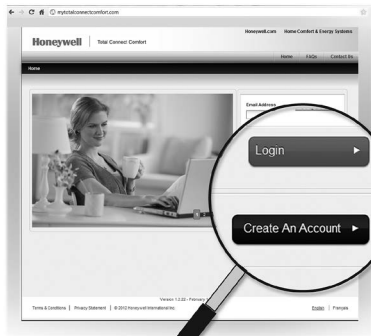 mytotalconnectcomfort.com
Honeywell.com Home Comfort & Energy Systems
Honeywell Total Connect Comfort
Home FAQs Contact Us
Home
Email Address
Login
Create An Account
Terms & Conditions Privacy Statement © 2012 Honeywell International Inc.
English Français